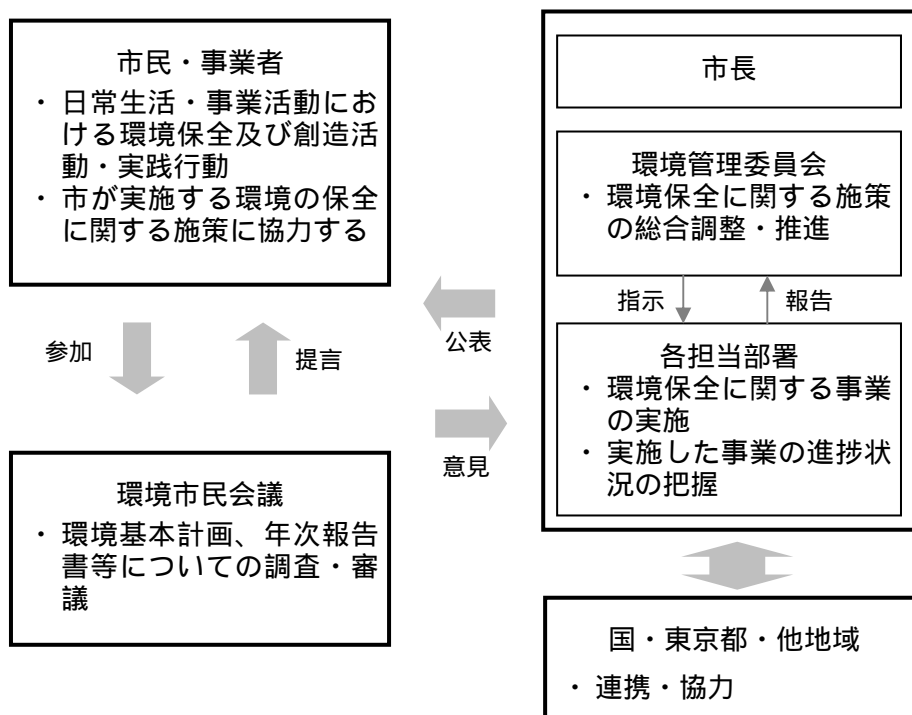 市民・事業者
・ 日常生活・事業活動にお
ける環境保全及び創造活
動・実践行動
・ 市が実施する環境の保全
に関する施策に協力する
市長
環境管理委員会
・ 環境保全に関する施策
の総合調整・推進
指示
報告
各担当部署
・ 環境保全に関する事業
の実施
・ 実施した事業の進捗状
況の把握
参加
提言
公表
意見
環境市民会議
・ 環境基本計画、年次報告
書等についての調査・審
議
国・東京都・他地域
・ 連携・協力